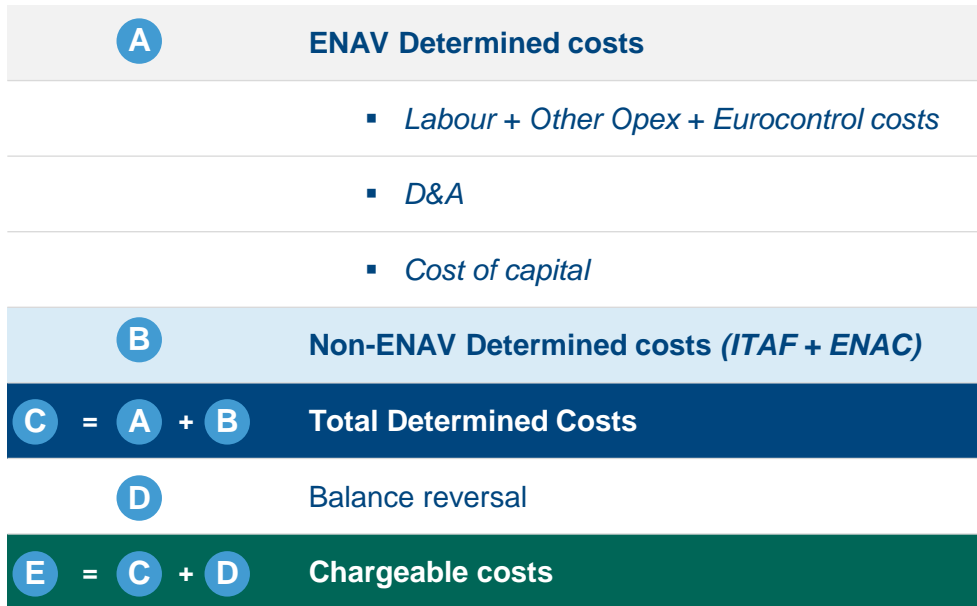 A ENAV Determined costs
▪ Labour + Other Opex + Eurocontrol costs
▪ D&A
▪ Cost of capital
B Non-ENAV Determined costs (ITAF + ENAC)
C = A + B Total Determined Costs
D Balance reversal
E = C + D Chargeable costs